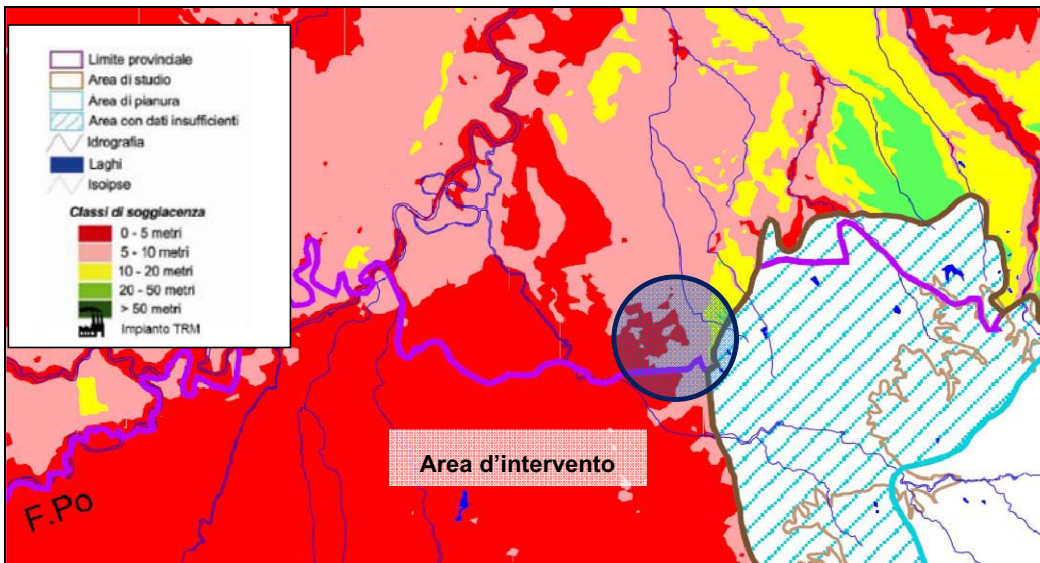 Limite provinciale
Area di studio
Area di pianura
Area con dati insufficienti
Idrografia
Laghi
Isoipse
Classi di soggiacenza
0 - 5 metri
5 - 10 metri
10 - 20 metri
20 - 50 metri
> 50 metri
Impianto TRM
Area d'intervento
F.Po